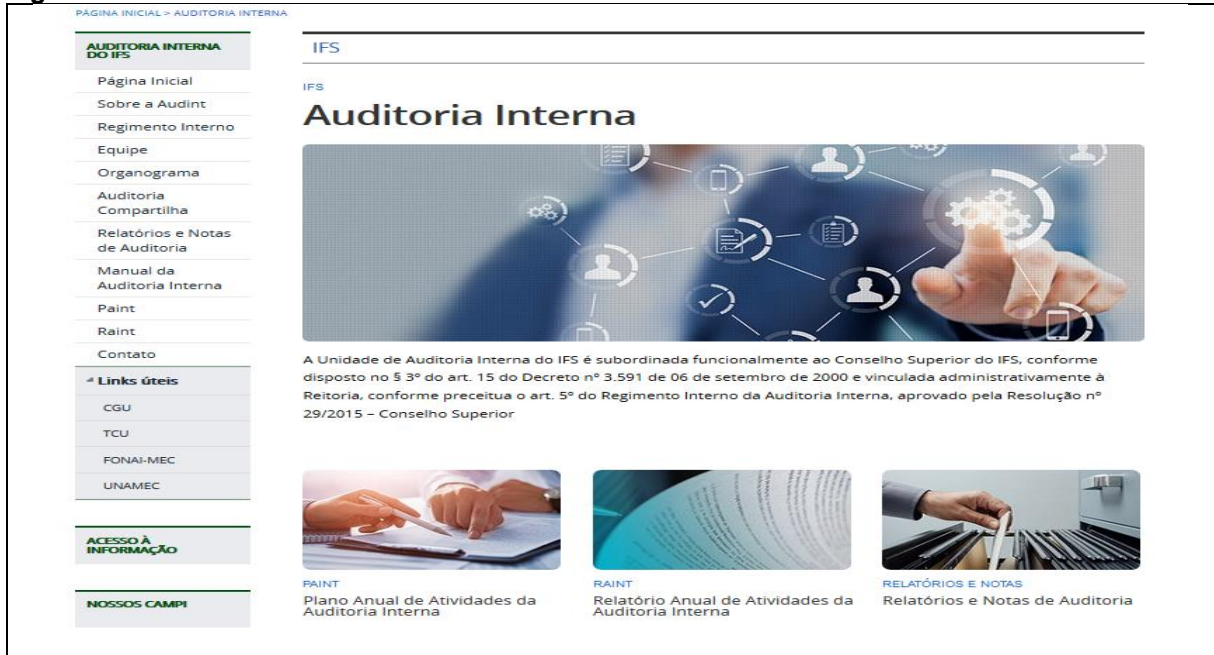 PÁGINA INICIAL > AUDITORIA INTERNA
AUDITORIA INTERNA
DO IFS
Página Inicial
Sobre a Audint
Regimento Interno
Equipe
Organograma
Auditoria
Compartilha
Relatórios e Notas
de Auditoria
Manual da
Auditoria Interna
Paint
Raint
Contato
Links úteis
CGU
TCU
FONAI-MEC
UNAMEC
ACESSO À
INFORMAÇÃO
NOSSOS CAMPI
IFS
IFS
Auditoria Interna
A Unidade de Auditoria Interna do IFS é subordinada funcionalmente ao Conselho Superior do IFS, conforme
disposto no § 3º do art. 15 do Decreto nº 3.591 de 06 de setembro de 2000 e vinculada administrativamente à
Reitoria, conforme preceitua o art. 5º do Regimento Interno da Auditoria Interna, aprovado pela Resolução nº
29/2015 – Conselho Superior
PAINT
Plano Anual de Atividades da
Auditoria Interna
RAINT
Relatório Anual de Atividades da
Auditoria Interna
RELATÓRIOS E NOTAS
Relatórios e Notas de Auditoria